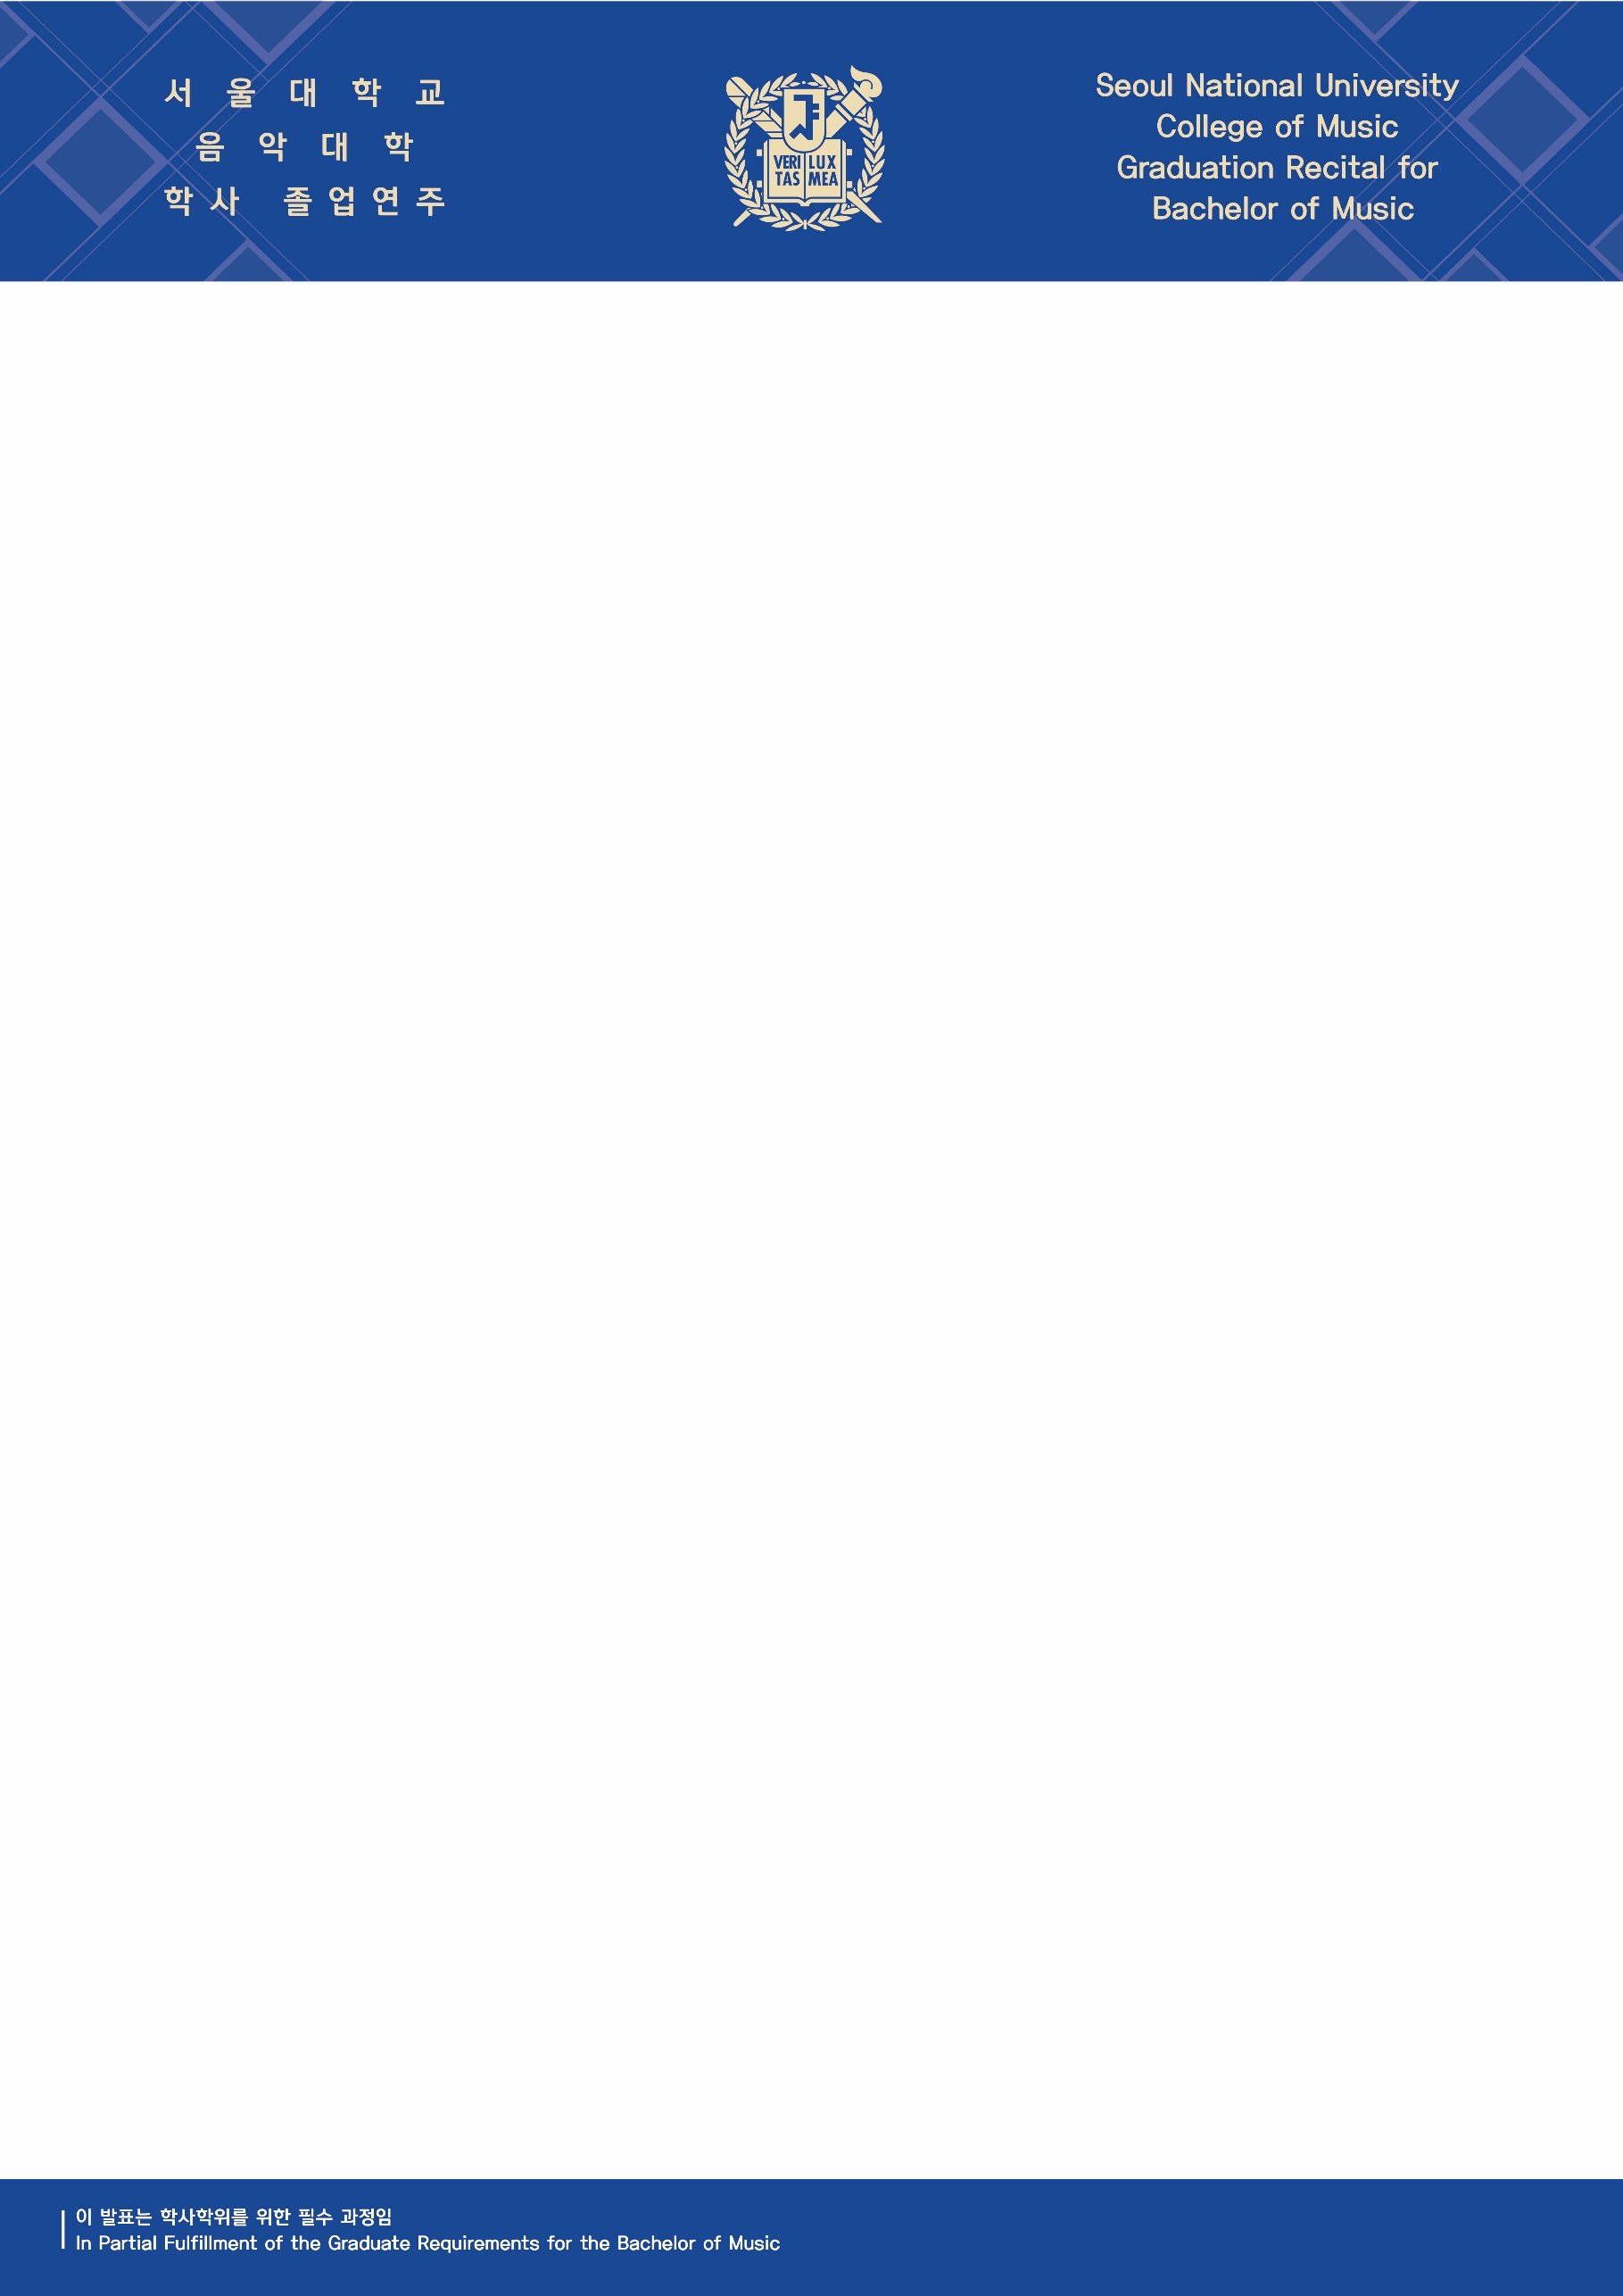 서울대학교
음악대학
학사 졸업연주
VERI LUX
TAS MEA
Seoul National University
College of Music
Graduation Recital for
Bachelor of Music
이 발표는 학사학위를 위한 필수 과정임
In Partial Fulfillment of the Graduate Requirements for the Bachelor of Music